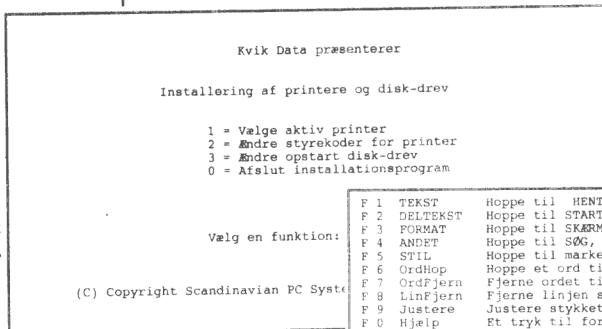 Kvik Data præsenterer
Installering af printere og disk-drev
1 = Vælge aktiv printer
2 = Ændre styrekoder for printer
3 = Ændre opstart disk-drev
0 = Afslut installationsprogram
Vælg en funktion:
(C) Copyright Scandinavian PC Syste
F 1 TEKST Hoppe til HENT
F 2 DELTEKST Hoppe til START
F 3 FORMAT Hoppe til SKÆRM
F 4 ANDET Hoppe til SØG,
F 5 STIL Hoppe til marke
F 6 OrdHop Hoppe et ord ti
F 7 OrdFjern Fjerne ordet ti
F 8 LinFjern Fjerne linjen s
F 9 Justere Justere stykket
F 0 Hjælp Et tryk til for